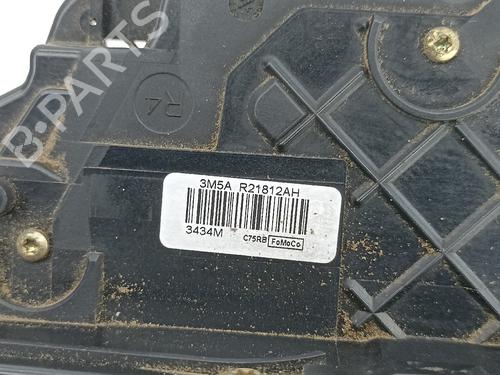 B-PARTS
R4
3M5A R21812AH
3434M C75RB FoMoCo